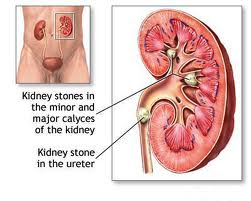 Kidney stones in
the minor and
major calyces
of the kidney
Kidney stone
in the ureter